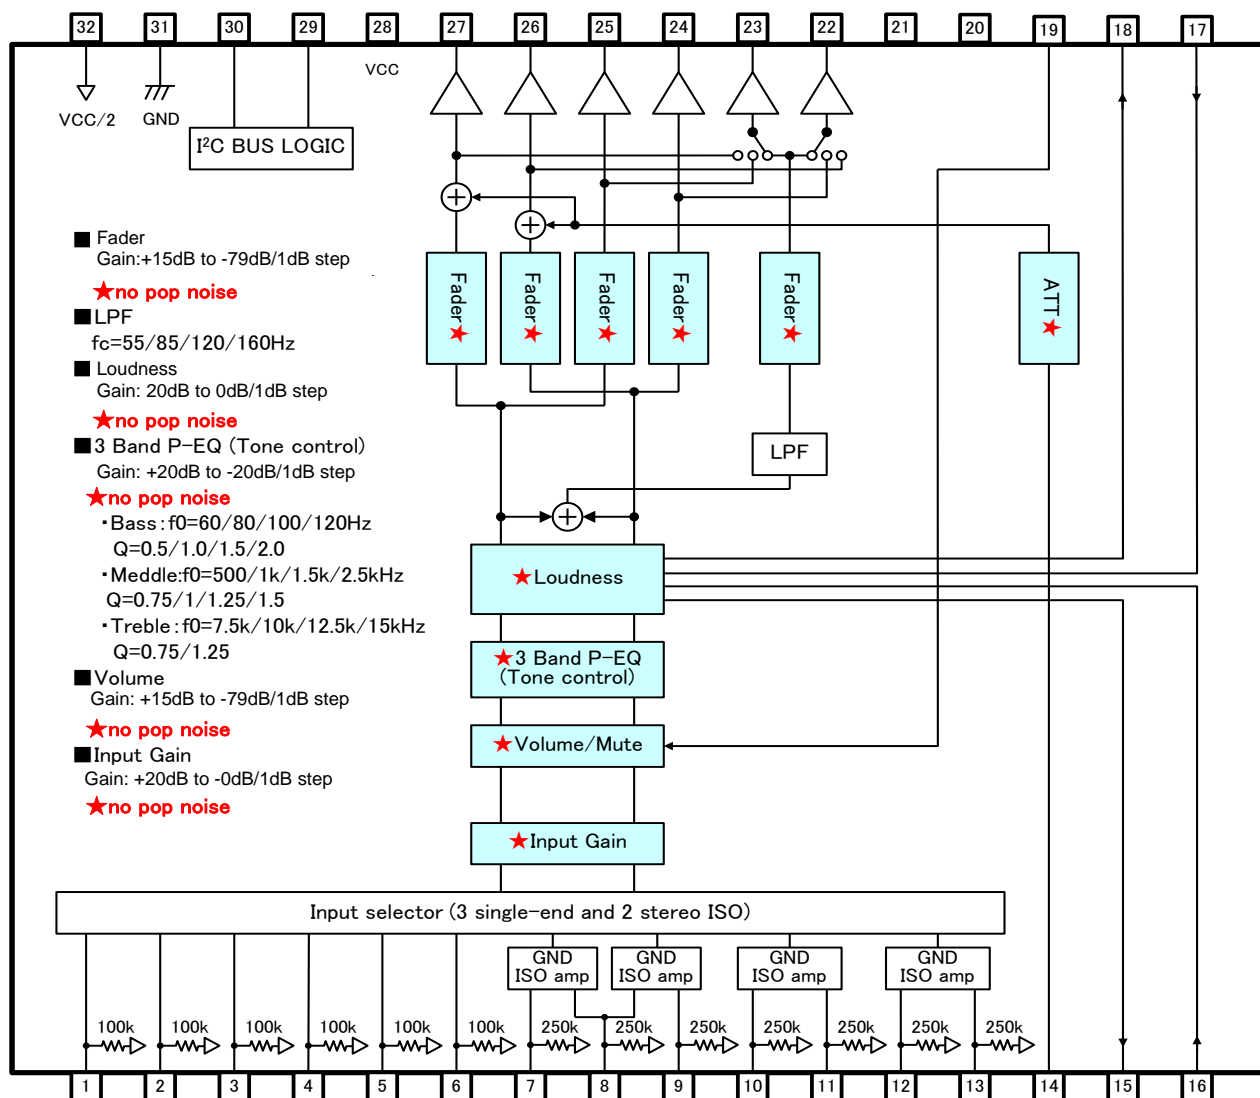 32 31 30 29 28 27 26 25 24 23 22 21 20 19 18 17
VCC
VCC/2 GND
I²C BUS LOGIC
■ Fader
Gain:+15dB to -79dB/1dB step
★no pop noise
■ LPF
fc=55/85/120/160Hz
■ Loudness
Gain: 20dB to 0dB/1dB step
★no pop noise
■ 3 Band P-EQ (Tone control)
Gain: +20dB to -20dB/1dB step
★no pop noise
・Bass:f0=60/80/100/120Hz
Q=0.5/1.0/1.5/2.0
・Meddle:f0=500/1k/1.5k/2.5kHz
Q=0.75/1/1.25/1.5
・Treble:f0=7.5k/10k/12.5k/15kHz
Q=0.75/1.25
■ Volume
Gain: +15dB to -79dB/1dB step
★no pop noise
■ Input Gain
Gain: +20dB to -0dB/1dB step
★no pop noise
Fader★
Fader★
Fader★
Fader★
Fader★
ATT★
LPF
★Loudness
★3 Band P-EQ
(Tone control)
★Volume/Mute
★Input Gain
Input selector (3 single-end and 2 stereo ISO)
GND
ISO amp
GND
ISO amp
GND
ISO amp
GND
ISO amp
100k 100k 100k 100k 100k 100k 250k 250k 250k 250k 250k 250k 250k
1 2 3 4 5 6 7 8 9 10 11 12 13 14 15 16